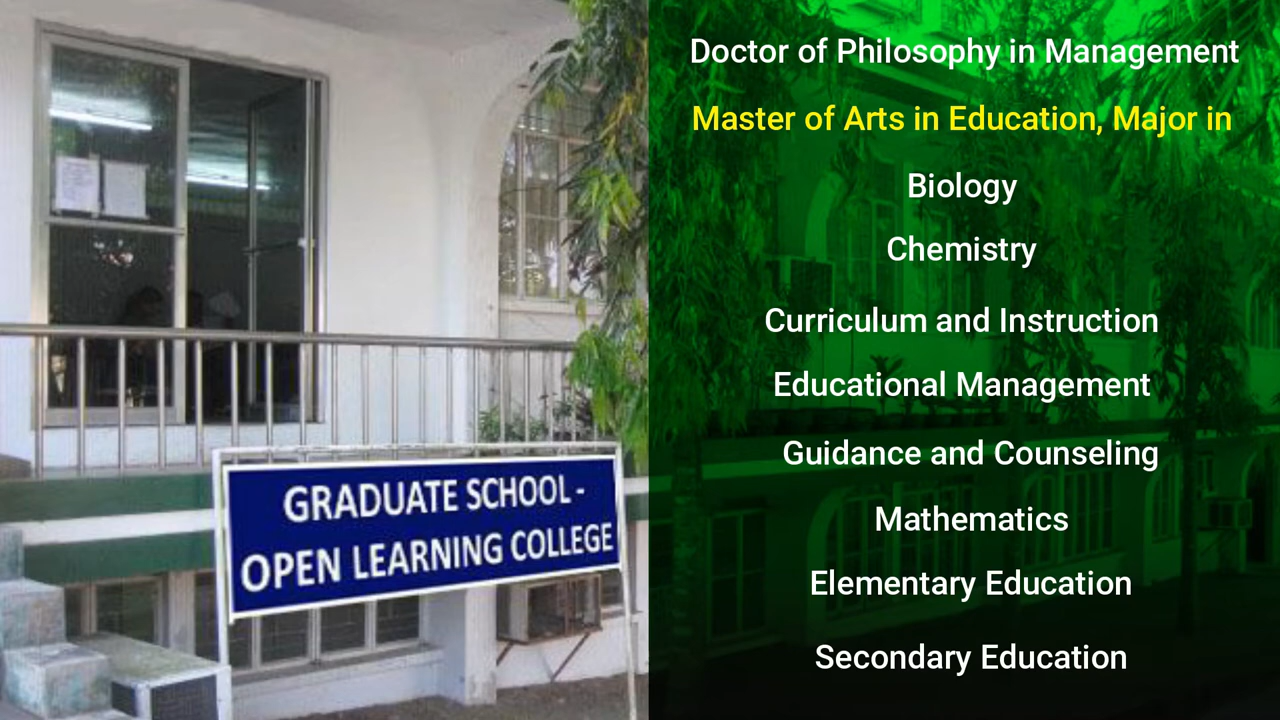 GRADUATE SCHOOL -
OPEN LEARNING COLLEGE
Doctor of Philosophy in Management
Master of Arts in Education, Major in
Biology
Chemistry
Curriculum and Instruction
Educational Management
Guidance and Counseling
Mathematics
Elementary Education
Secondary Education